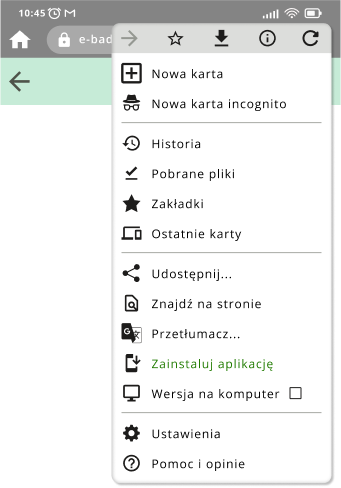 10:45
e-bad
Nowa karta
Nowa karta incognito
Historia
Pobrane pliki
Zakładki
Ostatnie karty
Udostępnij...
Znajdź na stronie
Przetłumacz...
Zainstaluj aplikację
Wersja na komputer
Ustawienia
Pomoc i opinie